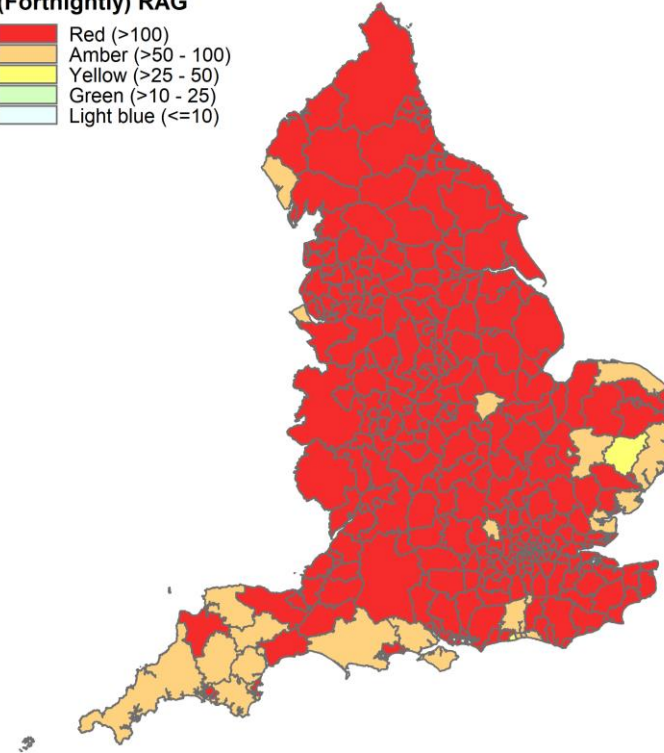 (Fortnightly) RAG
Red (>100)
Amber (>50 - 100)
Yellow (>25 - 50)
Green (>10 - 25)
Light blue (<=10)